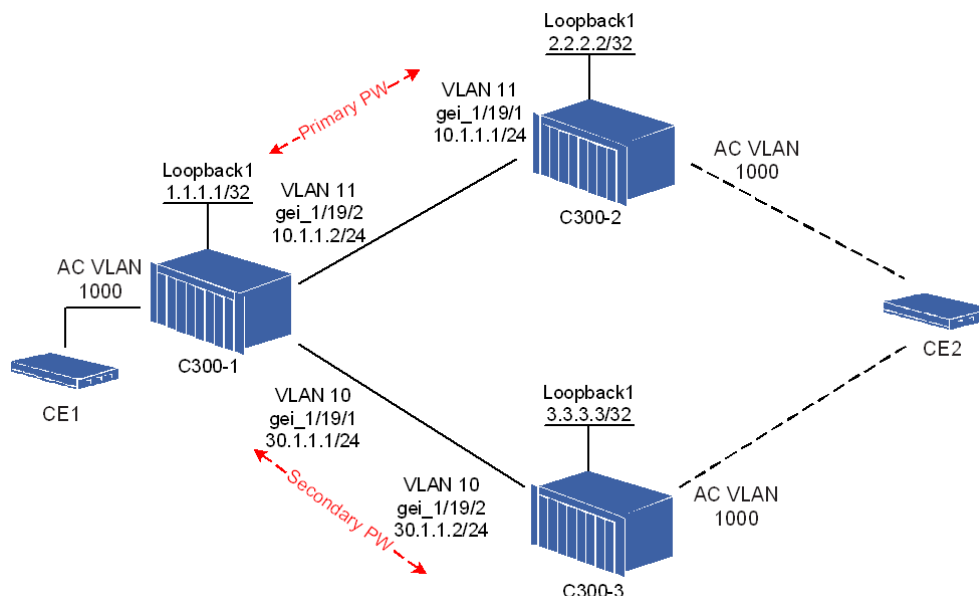 Loopback1
2.2.2.2/32
VLAN 11
gei_1/19/1
10.1.1.1/24
Primary PW
AC VLAN
1000
C300-2
Loopback1
1.1.1.1/32
VLAN 11
gei_1/19/2
10.1.1.2/24
AC VLAN
1000
C300-1
CE1
CE2
VLAN 10
gei_1/19/1
30.1.1.1/24
Loopback1
3.3.3.3/32
Secondary PW
VLAN 10
gei_1/19/2
30.1.1.2/24
AC VLAN
1000
C300-3